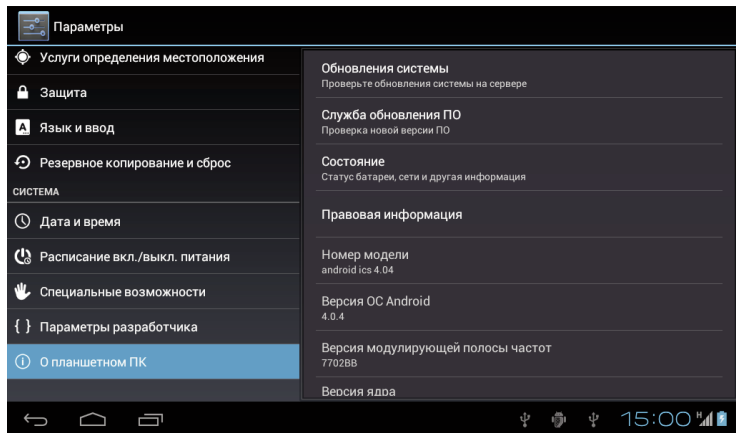 Параметры
Услуги определения местоположения
Защита
Язык и ввод
Резервное копирование и сброс
СИСТЕМА
Дата и время
Расписание вкл./выкл. питания
Специальные возможности
{ } Параметры разработчика
О планшетном ПК
Обновления системы
Проверьте обновления системы на сервере
Служба обновления ПО
Проверка новой версии ПО
Состояние
Статус батареи, сети и другая информация
Правовая информация
Номер модели
android ics 4.04
Версия ОС Android
4.0.4
Версия модулирующей полосы частот
7702BB
Версия ядра
15:00
H